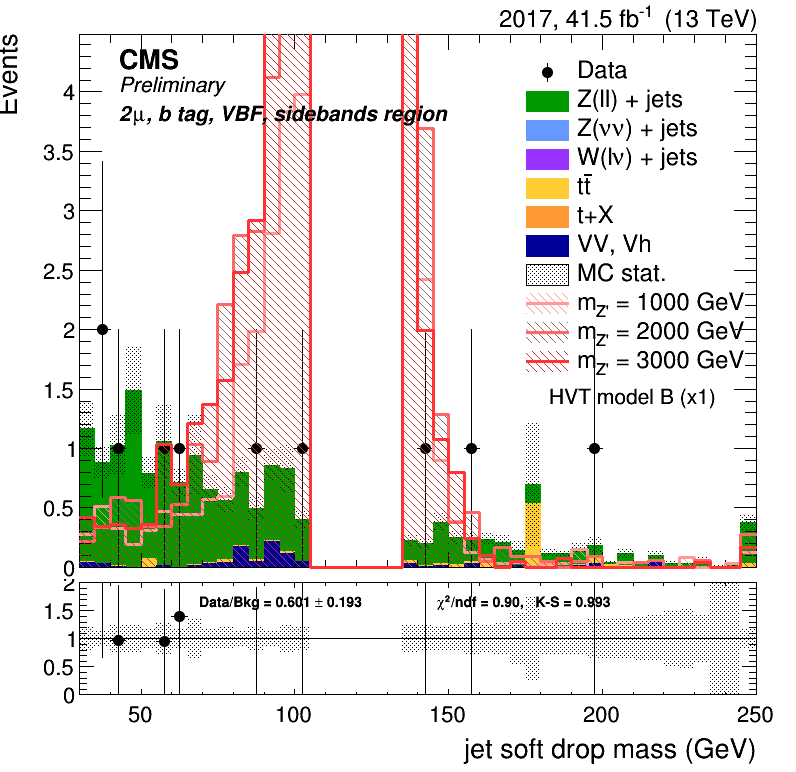 2017, 41.5 fb⁻¹ (13 TeV)
Events
CMS
Preliminary
2μ, b tag, VBF, sidebands region
Data
Z(ll) + jets
Z(νν) + jets
W(lν) + jets
tt̄
t+X
VV, Vh
MC stat.
m_Z' = 1000 GeV
m_Z' = 2000 GeV
m_Z' = 3000 GeV
HVT model B (x1)
4
3.5
3
2.5
2
1.5
1
0.5
0
Data/Bkg = 0.601 ± 0.193
χ²/ndf = 0.90, K-S = 0.993
2
1.5
1
0.5
0
50 100 150 200 250
jet soft drop mass (GeV)